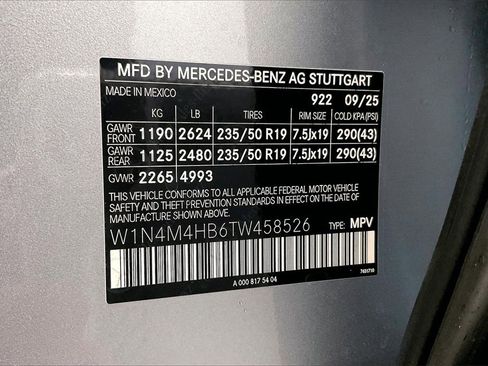 MFD BY MERCEDES-BENZ AG STUTTGART
MADE IN MEXICO 922 09/25
KG LB TIRES RIM SIZE COLD KPA (PSI)
GAWR FRONT 1190 2624 235/50 R19 7.5Jx19 290(43)
GAWR REAR 1125 2480 235/50 R19 7.5Jx19 290(43)
GVWR 2265 4993
THIS VEHICLE CONFORMS TO ALL APPLICABLE FEDERAL MOTOR VEHICLE
SAFETY AND THEFT PREVENTION STANDARDS IN EFFECT ON THE DATE
OF MANUFACTURE SHOWN ABOVE.
TYPE: MPV
W1N4M4HB6TW458526
A 000 817 54 04